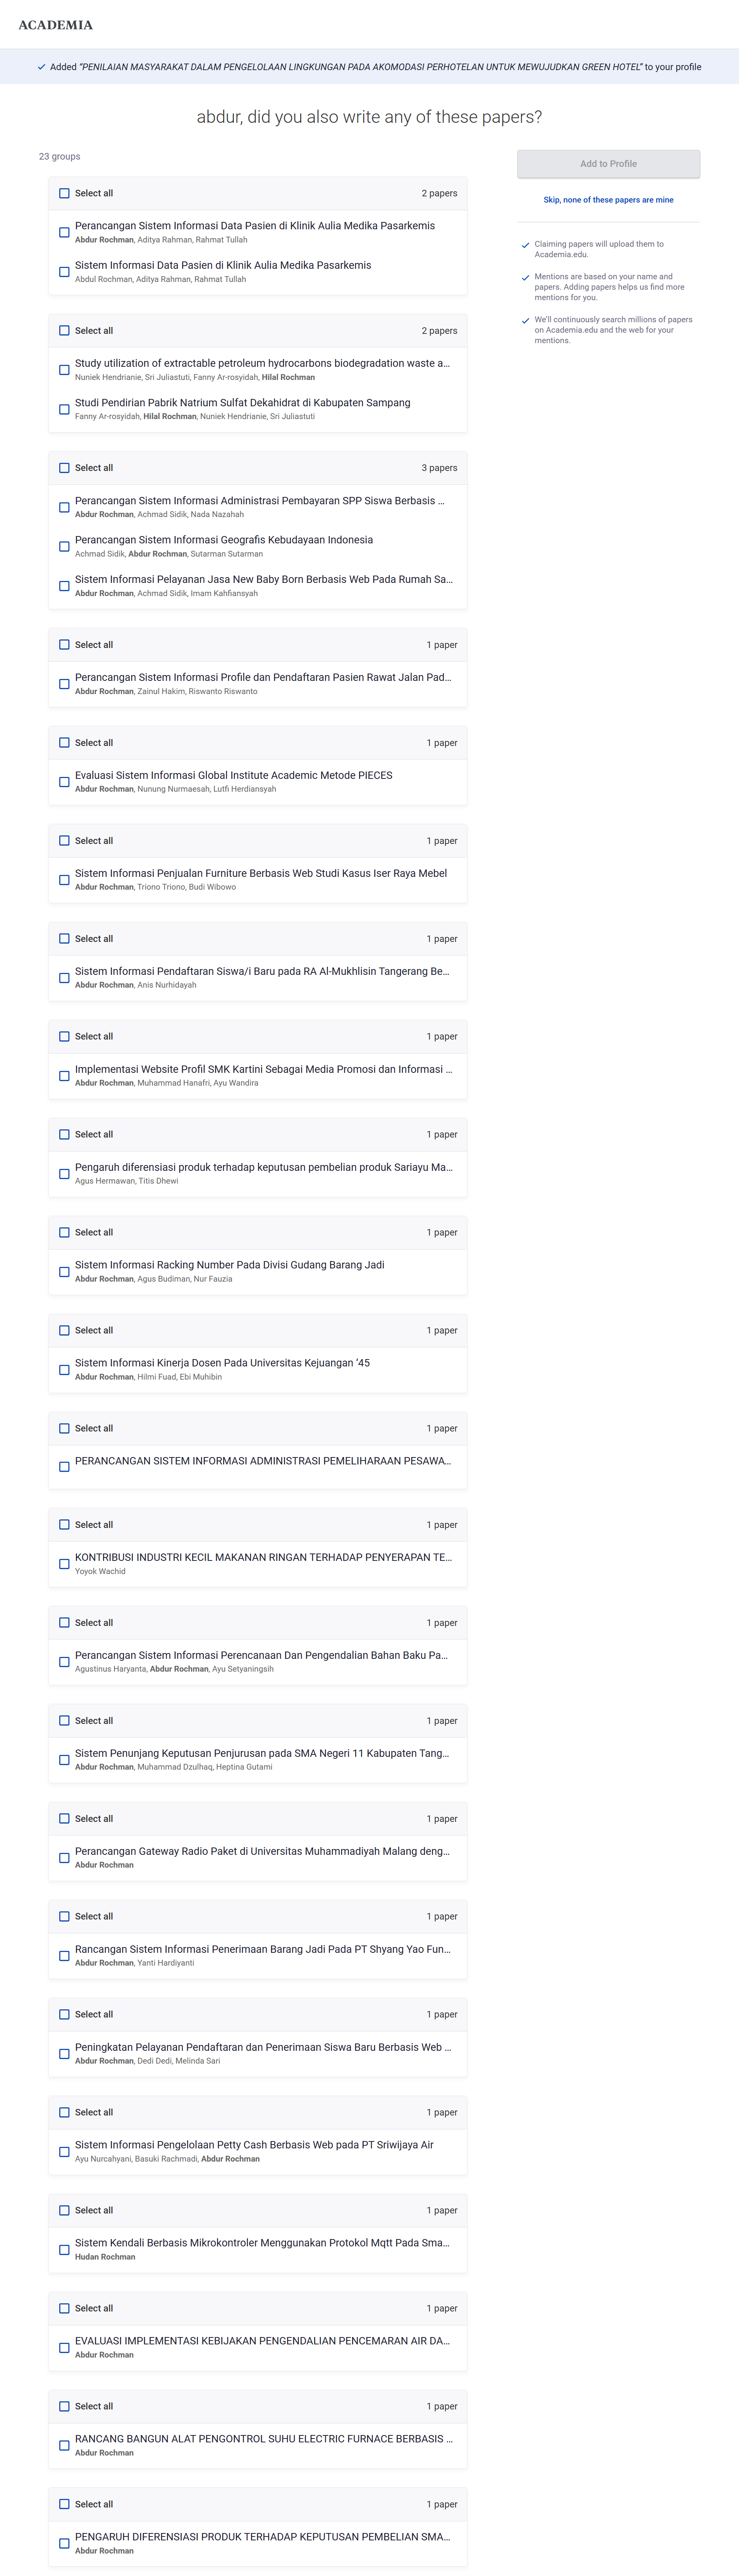 ACADEMIA
Added “PENILAIAN MASYARAKAT DALAM PENGELOLAAN LINGKUNGAN PADA AKOMODASI PERHOTELAN UNTUK MEWUJUDKAN GREEN HOTEL” to your profile
abdur, did you also write any of these papers?
23 groups
Add to Profile
Skip, none of these papers are mine
Claiming papers will upload them to
Academia.edu.
Mentions are based on your name and
papers. Adding papers helps us find more
mentions for you.
We'll continuously search millions of papers
on Academia.edu and the web for your
mentions.
Select all 2 papers
Perancangan Sistem Informasi Data Pasien di Klinik Aulia Medika Pasarkemis
Abdur Rochman, Aditya Rahman, Rahmat Tullah
Sistem Informasi Data Pasien di Klinik Aulia Medika Pasarkemis
Abdul Rochman, Aditya Rahman, Rahmat Tullah
Select all 2 papers
Study utilization of extractable petroleum hydrocarbons biodegradation waste a...
Nuniek Hendrianie, Sri Juliastuti, Fanny Ar-rosyidah, Hilal Rochman
Studi Pendirian Pabrik Natrium Sulfat Dekahidrat di Kabupaten Sampang
Fanny Ar-rosyidah, Hilal Rochman, Nuniek Hendrianie, Sri Juliastuti
Select all 3 papers
Perancangan Sistem Informasi Administrasi Pembayaran SPP Siswa Berbasis ...
Abdur Rochman, Achmad Sidik, Nada Nazahah
Perancangan Sistem Informasi Geografis Kebudayaan Indonesia
Achmad Sidik, Abdur Rochman, Sutarman Sutarman
Sistem Informasi Pelayanan Jasa New Baby Born Berbasis Web Pada Rumah Sa...
Abdur Rochman, Achmad Sidik, Imam Kahfiansyah
Select all 1 paper
Perancangan Sistem Informasi Profile dan Pendaftaran Pasien Rawat Jalan Pad...
Abdur Rochman, Zainul Hakim, Riswanto Riswanto
Select all 1 paper
Evaluasi Sistem Informasi Global Institute Academic Metode PIECES
Abdur Rochman, Nunung Nurmaesah, Lutfi Herdiansyah
Select all 1 paper
Sistem Informasi Penjualan Furniture Berbasis Web Studi Kasus Iser Raya Mebel
Abdur Rochman, Triono Triono, Budi Wibowo
Select all 1 paper
Sistem Informasi Pendaftaran Siswa/i Baru pada RA Al-Mukhlisin Tangerang Be...
Abdur Rochman, Anis Nurhidayah
Select all 1 paper
Implementasi Website Profil SMK Kartini Sebagai Media Promosi dan Informasi ...
Abdur Rochman, Muhammad Hanafri, Ayu Wandira
Select all 1 paper
Pengaruh diferensiasi produk terhadap keputusan pembelian produk Sariayu Ma...
Agus Hermawan, Titis Dhewi
Select all 1 paper
Sistem Informasi Racking Number Pada Divisi Gudang Barang Jadi
Abdur Rochman, Agus Budiman, Nur Fauzia
Select all 1 paper
Sistem Informasi Kinerja Dosen Pada Universitas Kejuangan ‘45
Abdur Rochman, Hilmi Fuad, Ebi Muhibin
Select all 1 paper
PERANCANGAN SISTEM INFORMASI ADMINISTRASI PEMELIHARAAN PESAWA...
Select all 1 paper
KONTRIBUSI INDUSTRI KECIL MAKANAN RINGAN TERHADAP PENYERAPAN TE...
Yoyok Wachid
Select all 1 paper
Perancangan Sistem Informasi Perencanaan Dan Pengendalian Bahan Baku Pa...
Agustinus Haryanta, Abdur Rochman, Ayu Setyaningsih
Select all 1 paper
Sistem Penunjang Keputusan Penjurusan pada SMA Negeri 11 Kabupaten Tang...
Abdur Rochman, Muhammad Dzulhaq, Heptina Gutami
Select all 1 paper
Perancangan Gateway Radio Paket di Universitas Muhammadiyah Malang deng...
Abdur Rochman
Select all 1 paper
Rancangan Sistem Informasi Penerimaan Barang Jadi Pada PT Shyang Yao Fun...
Abdur Rochman, Yanti Hardiyanti
Select all 1 paper
Peningkatan Pelayanan Pendaftaran dan Penerimaan Siswa Baru Berbasis Web ...
Abdur Rochman, Dedi Dedi, Melinda Sari
Select all 1 paper
Sistem Informasi Pengelolaan Petty Cash Berbasis Web pada PT Sriwijaya Air
Ayu Nurcahyani, Basuki Rachmadi, Abdur Rochman
Select all 1 paper
Sistem Kendali Berbasis Mikrokontroler Menggunakan Protokol Mqtt Pada Sma...
Hudan Rochman
Select all 1 paper
EVALUASI IMPLEMENTASI KEBIJAKAN PENGENDALIAN PENCEMARAN AIR DA...
Abdur Rochman
Select all 1 paper
RANCANG BANGUN ALAT PENGONTROL SUHU ELECTRIC FURNACE BERBASIS ...
Abdur Rochman
Select all 1 paper
PENGARUH DIFERENSIASI PRODUK TERHADAP KEPUTUSAN PEMBELIAN SMA...
Abdur Rochman